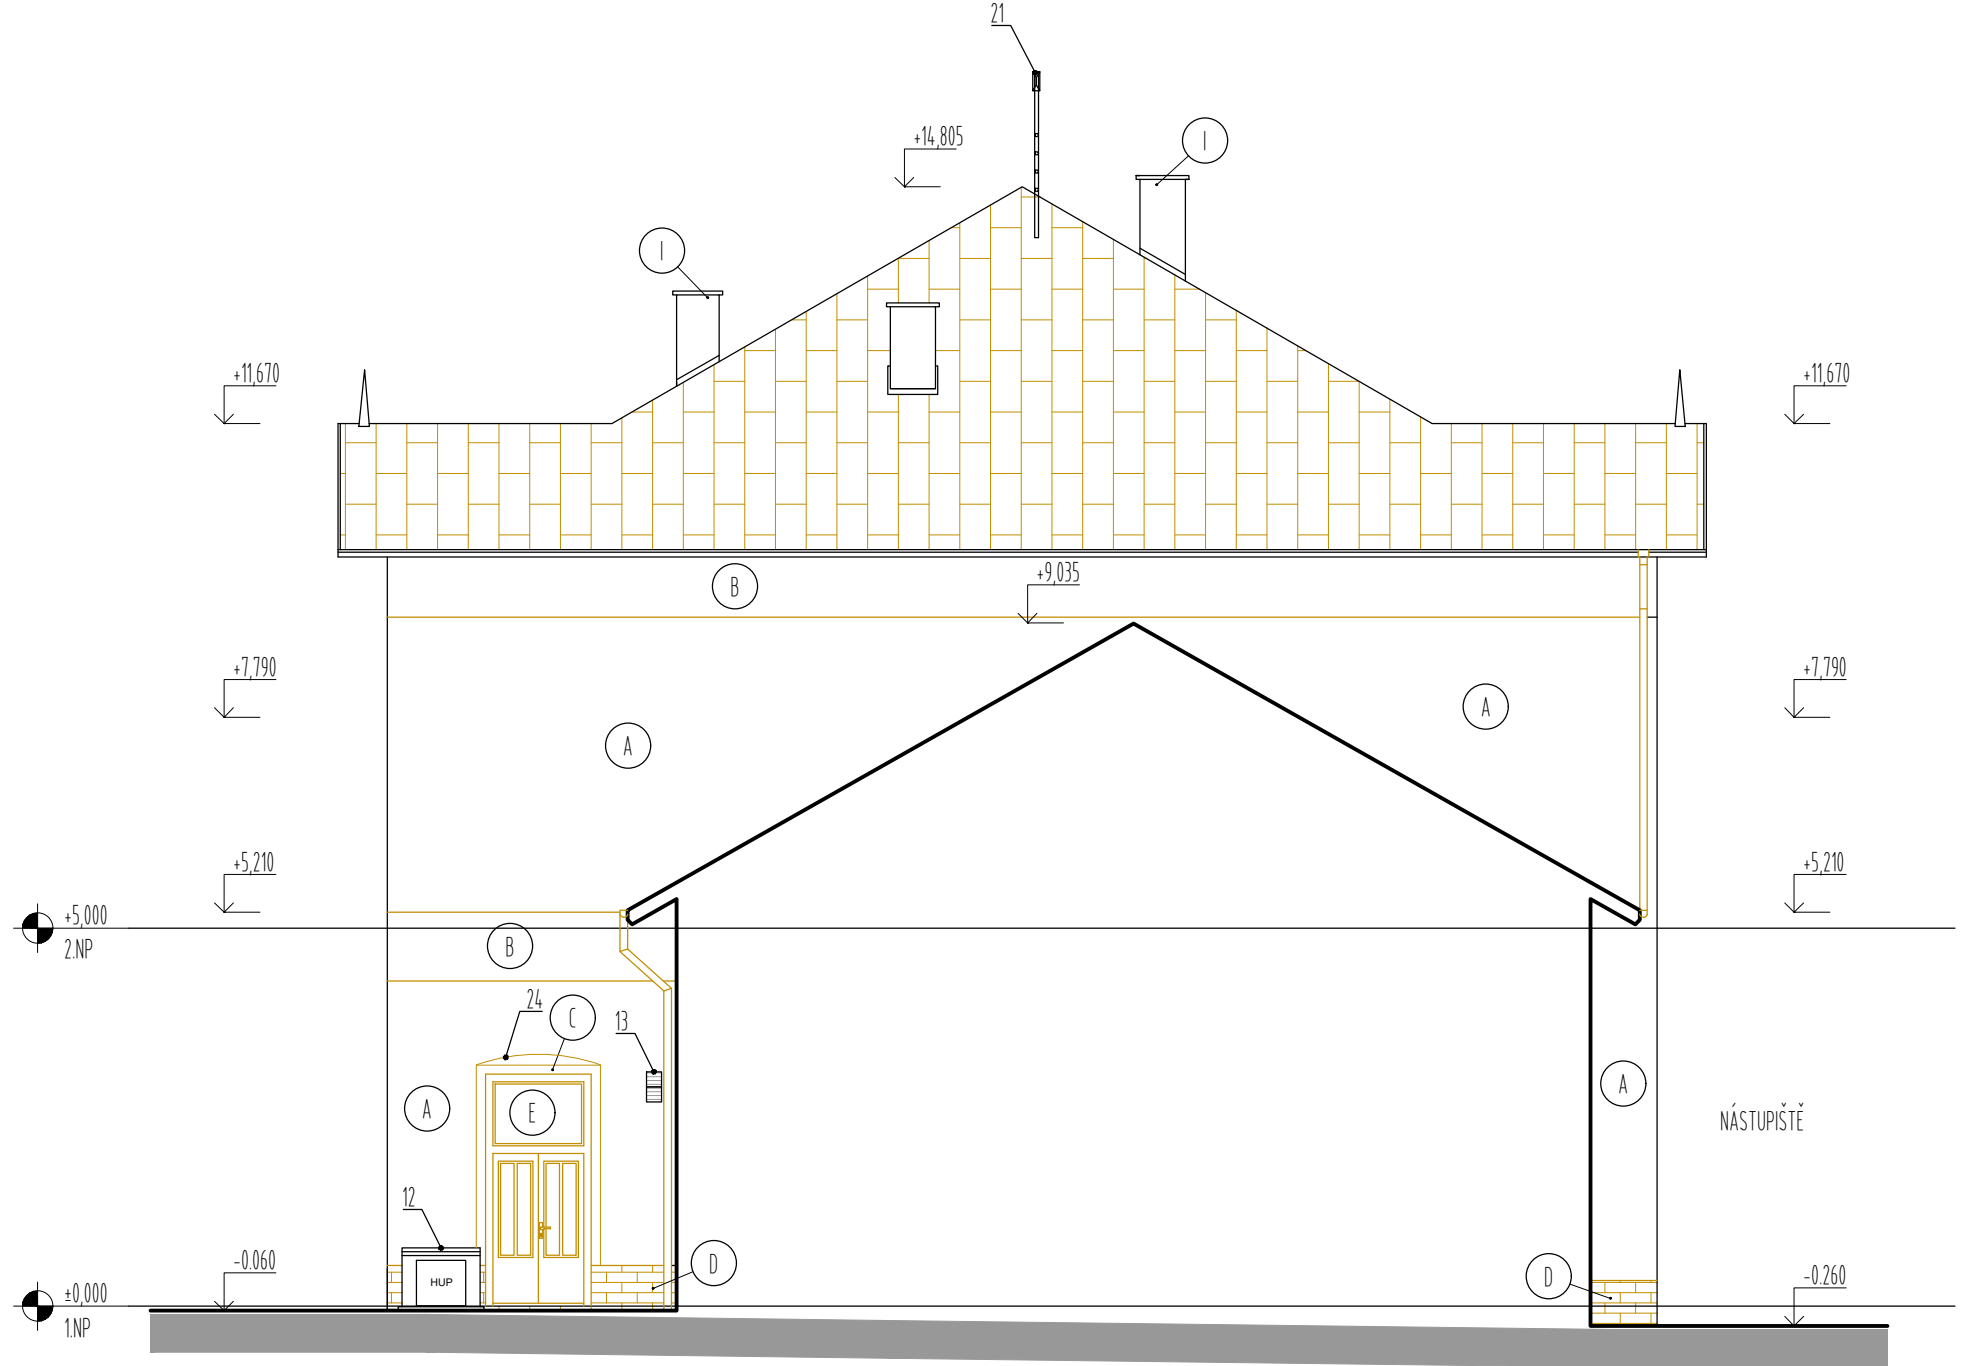 21
+14,805
I
I
+11,670
+11,670
B
+9,035
+7,790
+7,790
A
A
+5,210
+5,210
+5,000
2.NP
B
24
C
13
A
E
A
NÁSTUPIŠTĚ
12
-0.060
D
D
-0.260
HUP
±0,000
1.NP